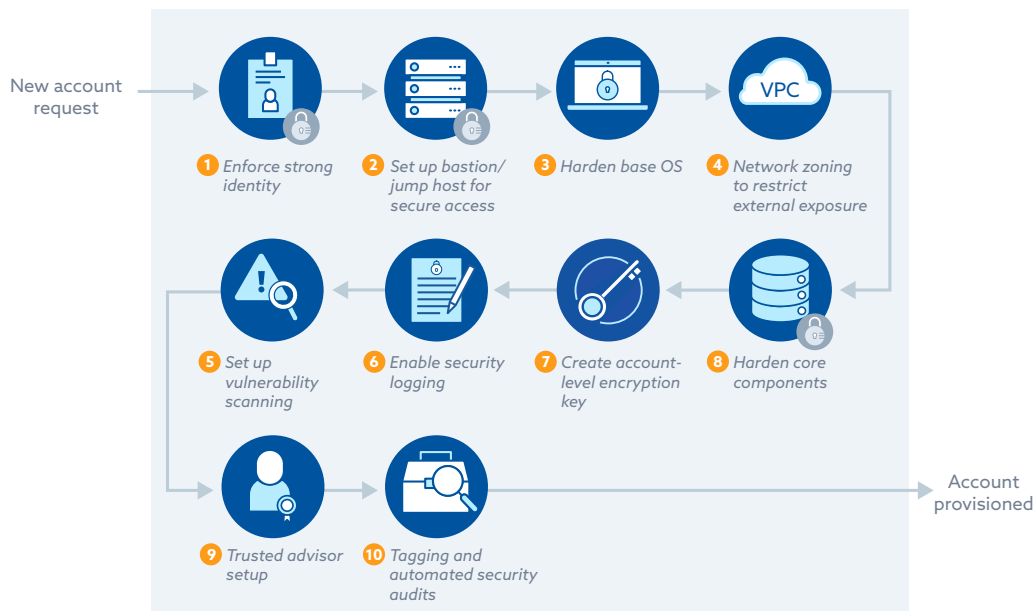 New account
request
1 Enforce strong
identity
2 Set up bastion/
jump host for
secure access
3 Harden base OS
VPC
4 Network zoning
to restrict
external exposure
5 Set up
vulnerability
scanning
6 Enable security
logging
7 Create account-
level encryption
key
8 Harden core
components
9 Trusted advisor
setup
10 Tagging and
automated security
audits
Account
provisioned